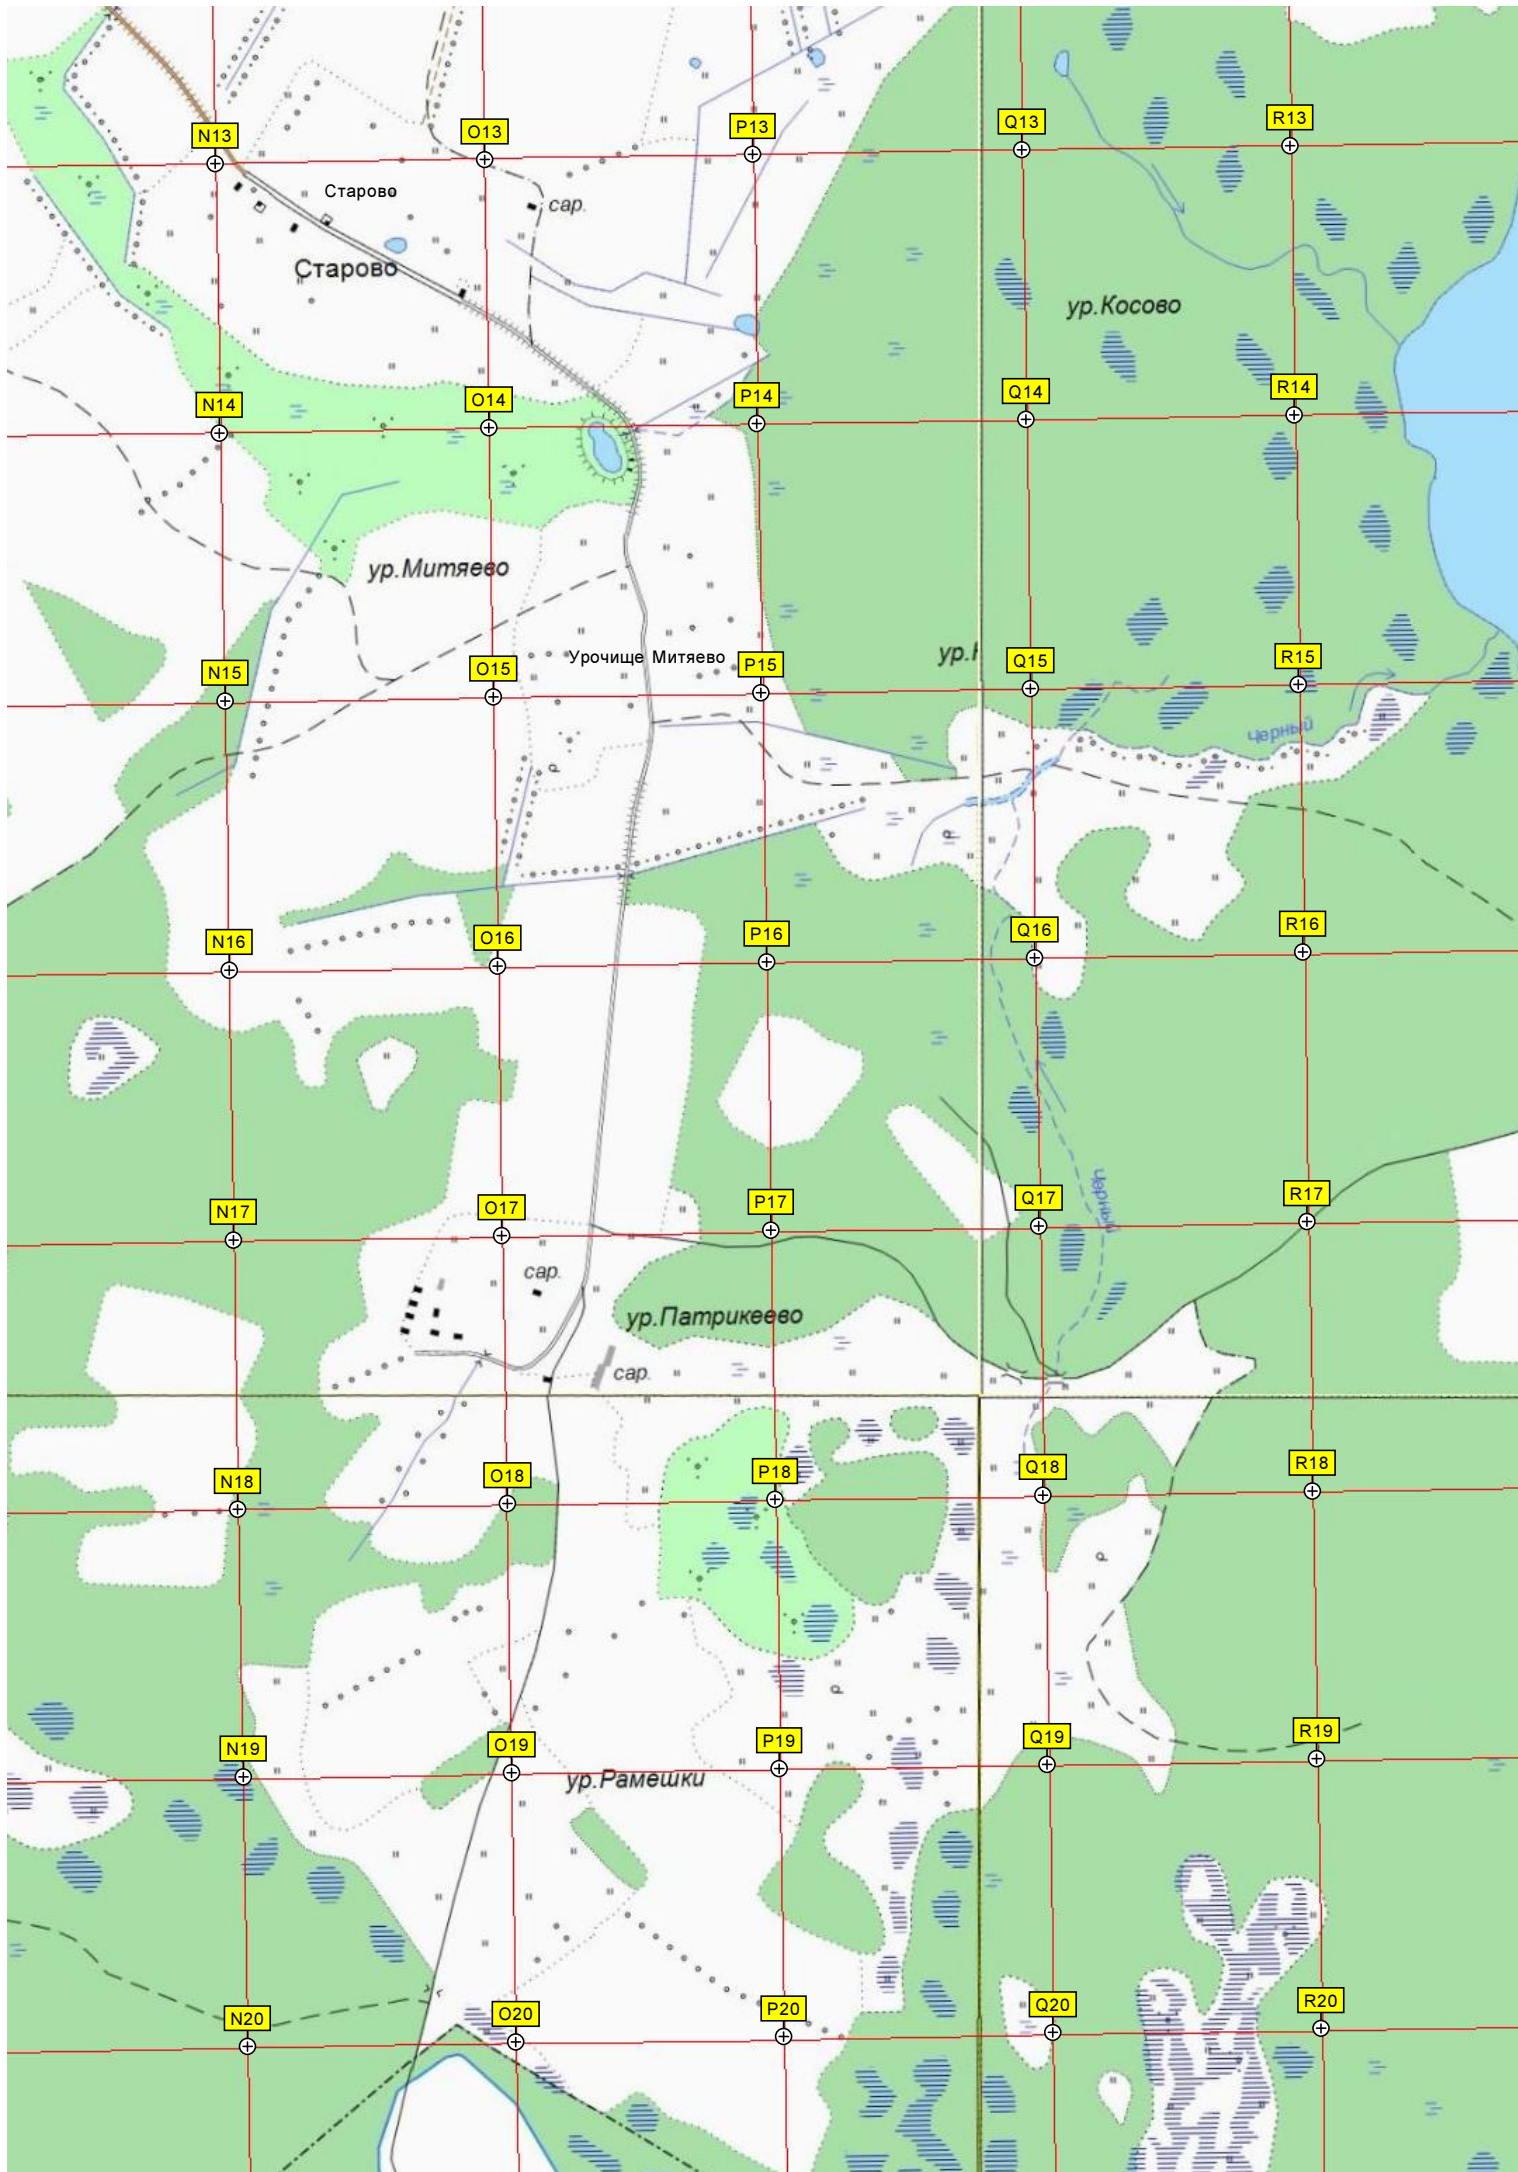 N13
O13
P13
Q13
R13
Старово
сар.
Старово
ур.Косово
N14
O14
P14
Q14
R14
ур.Митяево
Урочище Митяево
ур.
N15
O15
P15
Q15
R15
Черный
N16
O16
P16
Q16
R16
Черный
N17
O17
P17
Q17
R17
сар.
ур.Патрикеево
сар.
N18
O18
P18
Q18
R18
N19
O19
P19
Q19
R19
ур.Рамешки
N20
O20
P20
Q20
R20